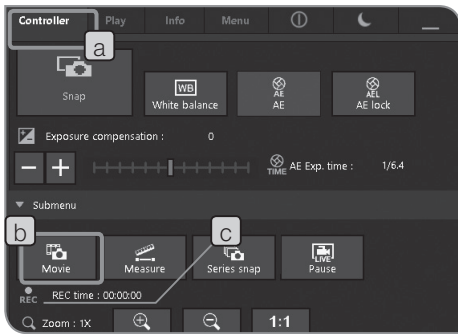 Controller Play Info Menu
a
Snap
WB
White balance
AE
AE
AEL
AE lock
Exposure compensation : 0
TIME AE Exp. time : 1/6.4
Submenu
b
c
Movie
Measure
Series snap
LIVE
Pause
REC REC time : 00:00:00
Zoom : 1X 1:1